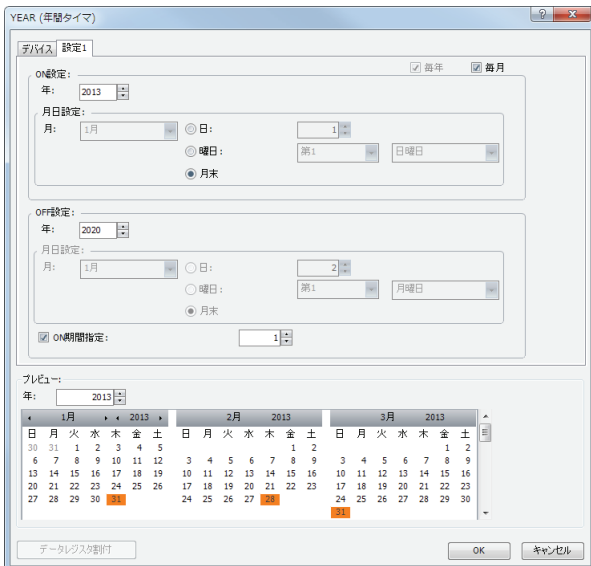 YEAR (年間タイマ)
デバイス 設定1
毎年 毎月
ON設定:
年: 2013
月日設定:
月: 1月 日: 1
曜日: 第1 日曜日
月末
OFF設定:
年: 2020
月日設定:
月: 1月 日: 2
曜日: 第1 月曜日
月末
ON期間指定: 1
プレビュー:
年: 2013
1月 2013 2月 2013 3月 2013
日 月 火 水 木 金 土 日 月 火 水 木 金 土 日 月 火 水 木 金 土
30 31 1 2 3 4 5 1 2 1 2
6 7 8 9 10 11 12 3 4 5 6 7 8 9 3 4 5 6 7 8 9
13 14 15 16 17 18 19 10 11 12 13 14 15 16 10 11 12 13 14 15 16
20 21 22 23 24 25 26 17 18 19 20 21 22 23 17 18 19 20 21 22 23
27 28 29 30 31 24 25 26 27 28 24 25 26 27 28 29 30
31
データレジスタ割付 OK キャンセル